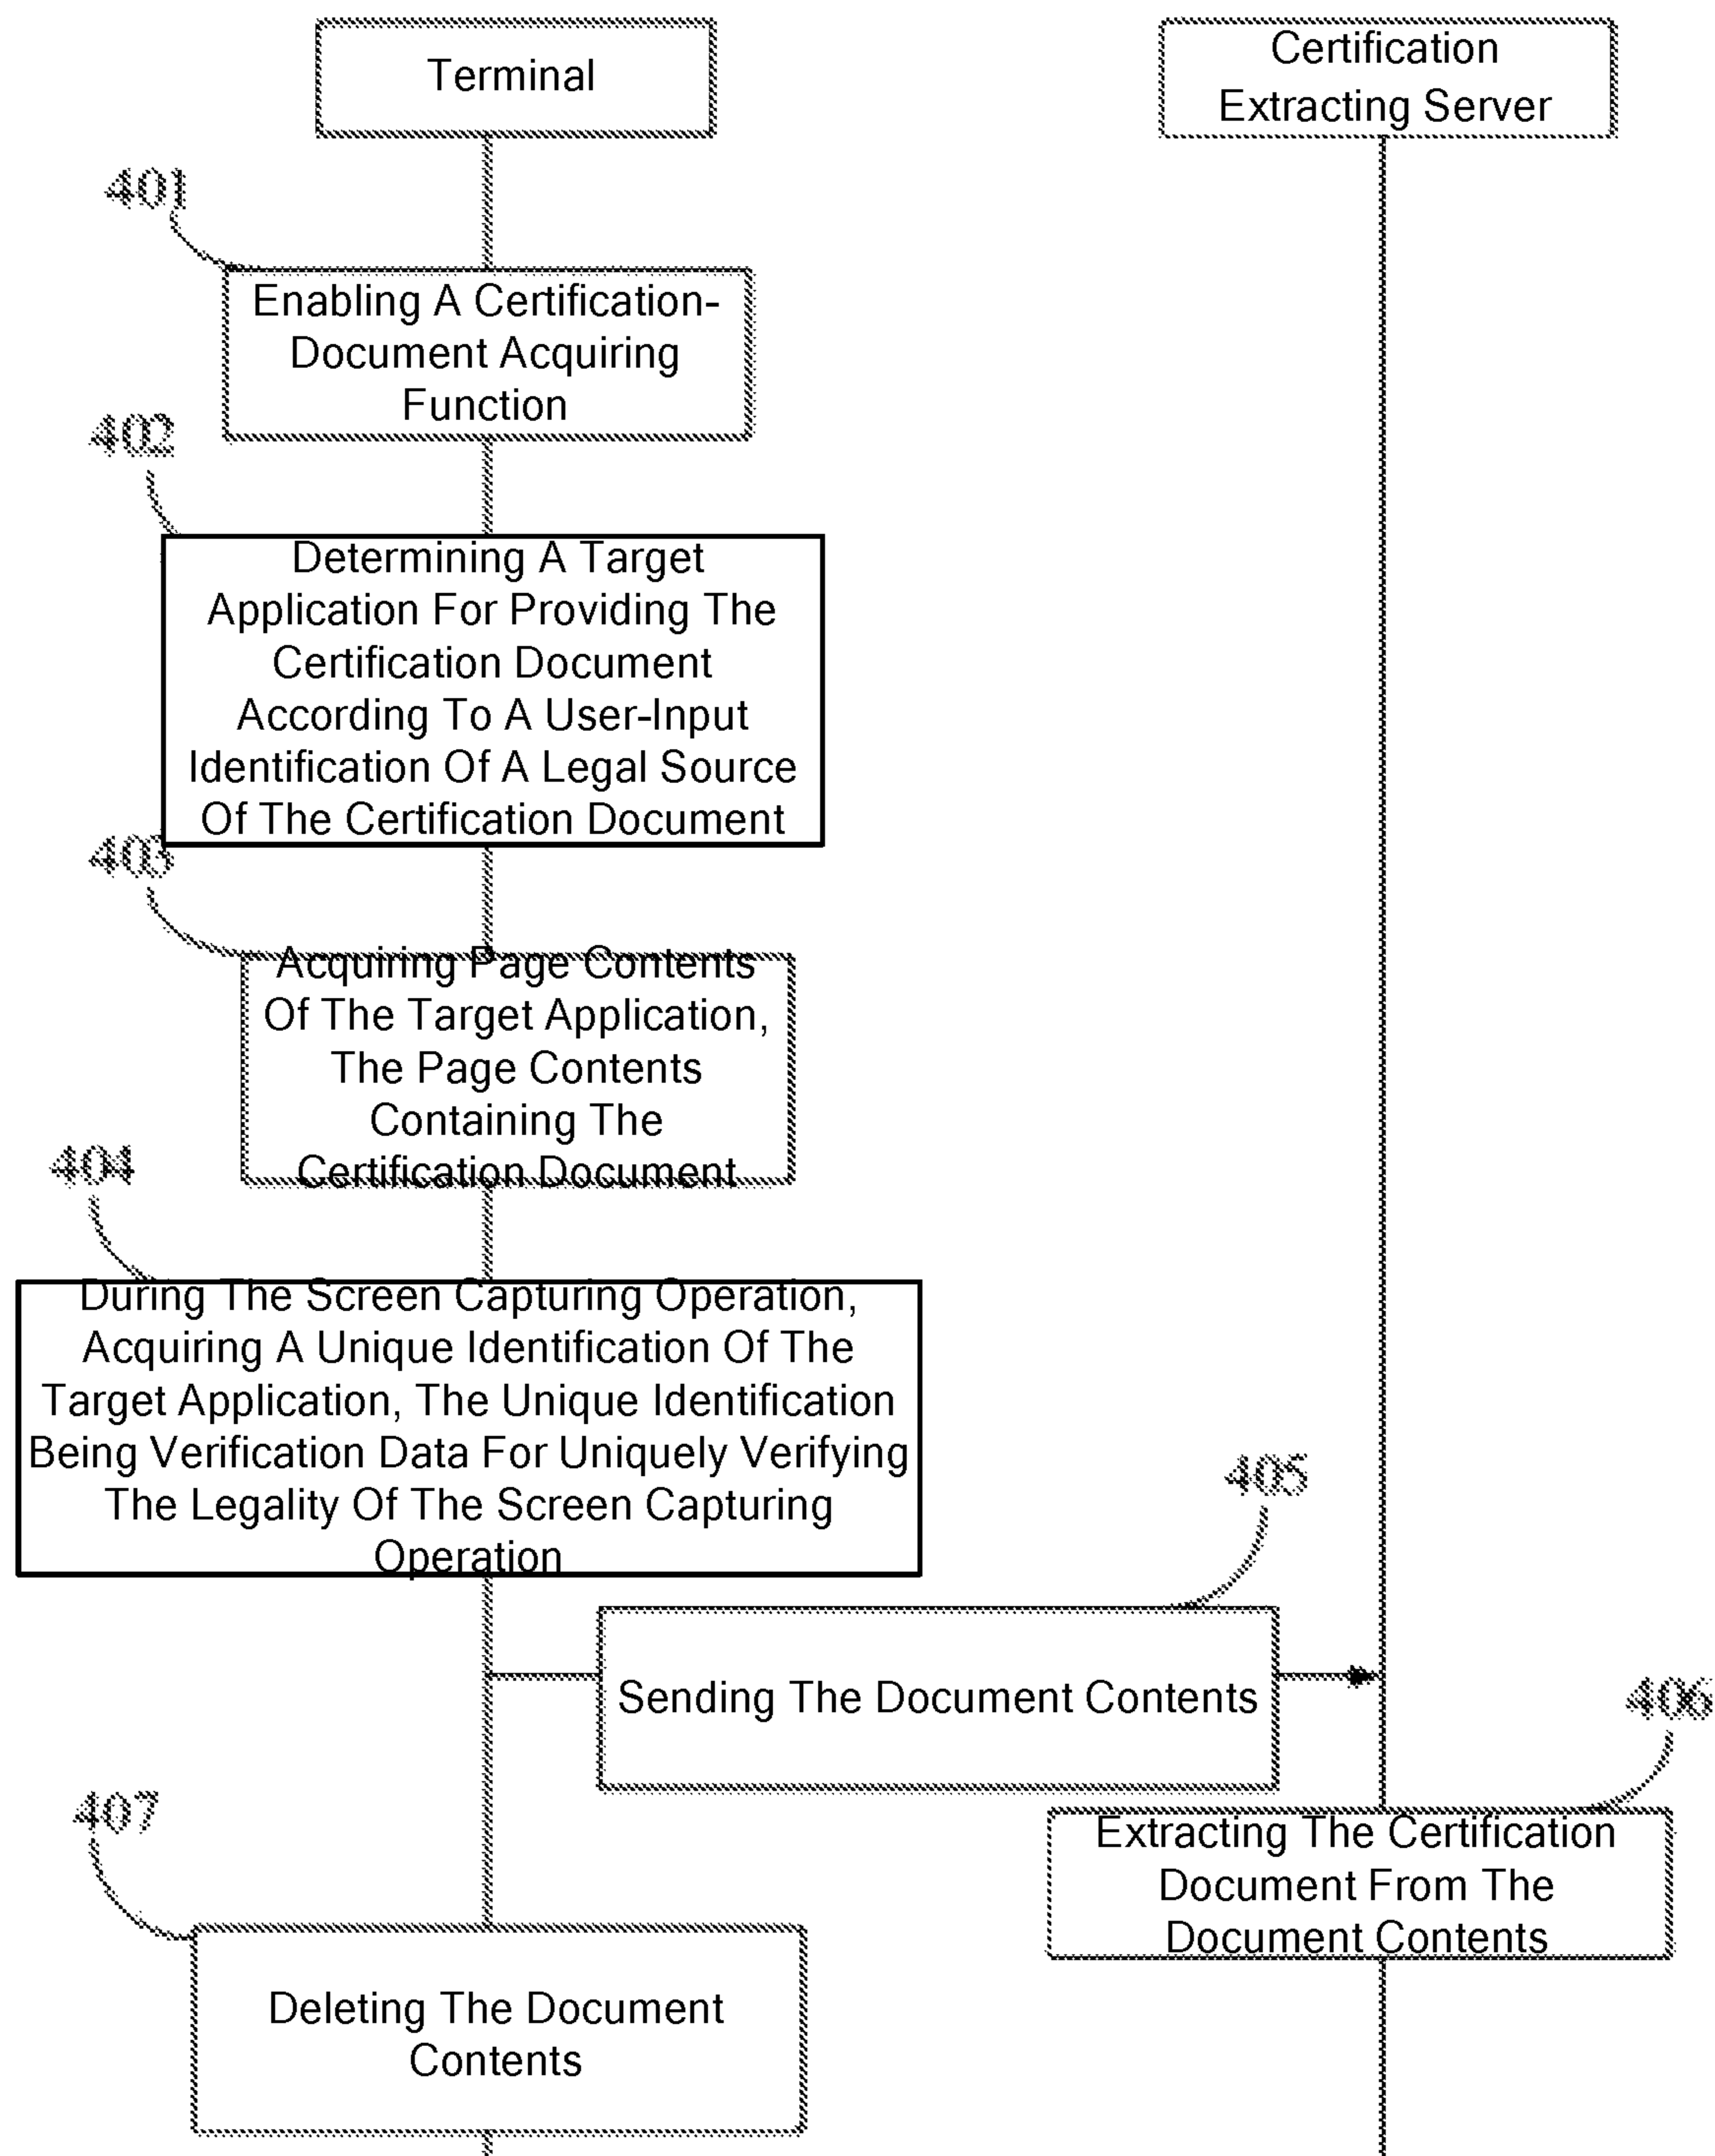 Terminal
Certification
Extracting Server
401
Enabling A Certification-
Document Acquiring
Function
402
Determining A Target
Application For Providing The
Certification Document
According To A User-Input
Identification Of A Legal Source
Of The Certification Document
403
Acquiring Page Contents
Of The Target Application,
The Page Contents
Containing The
Certification Document
404
During The Screen Capturing Operation,
Acquiring A Unique Identification Of The
Target Application, The Unique Identification
Being Verification Data For Uniquely Verifying
The Legality Of The Screen Capturing
Operation
405
Sending The Document Contents
406
Extracting The Certification
Document From The
Document Contents
407
Deleting The Document
Contents